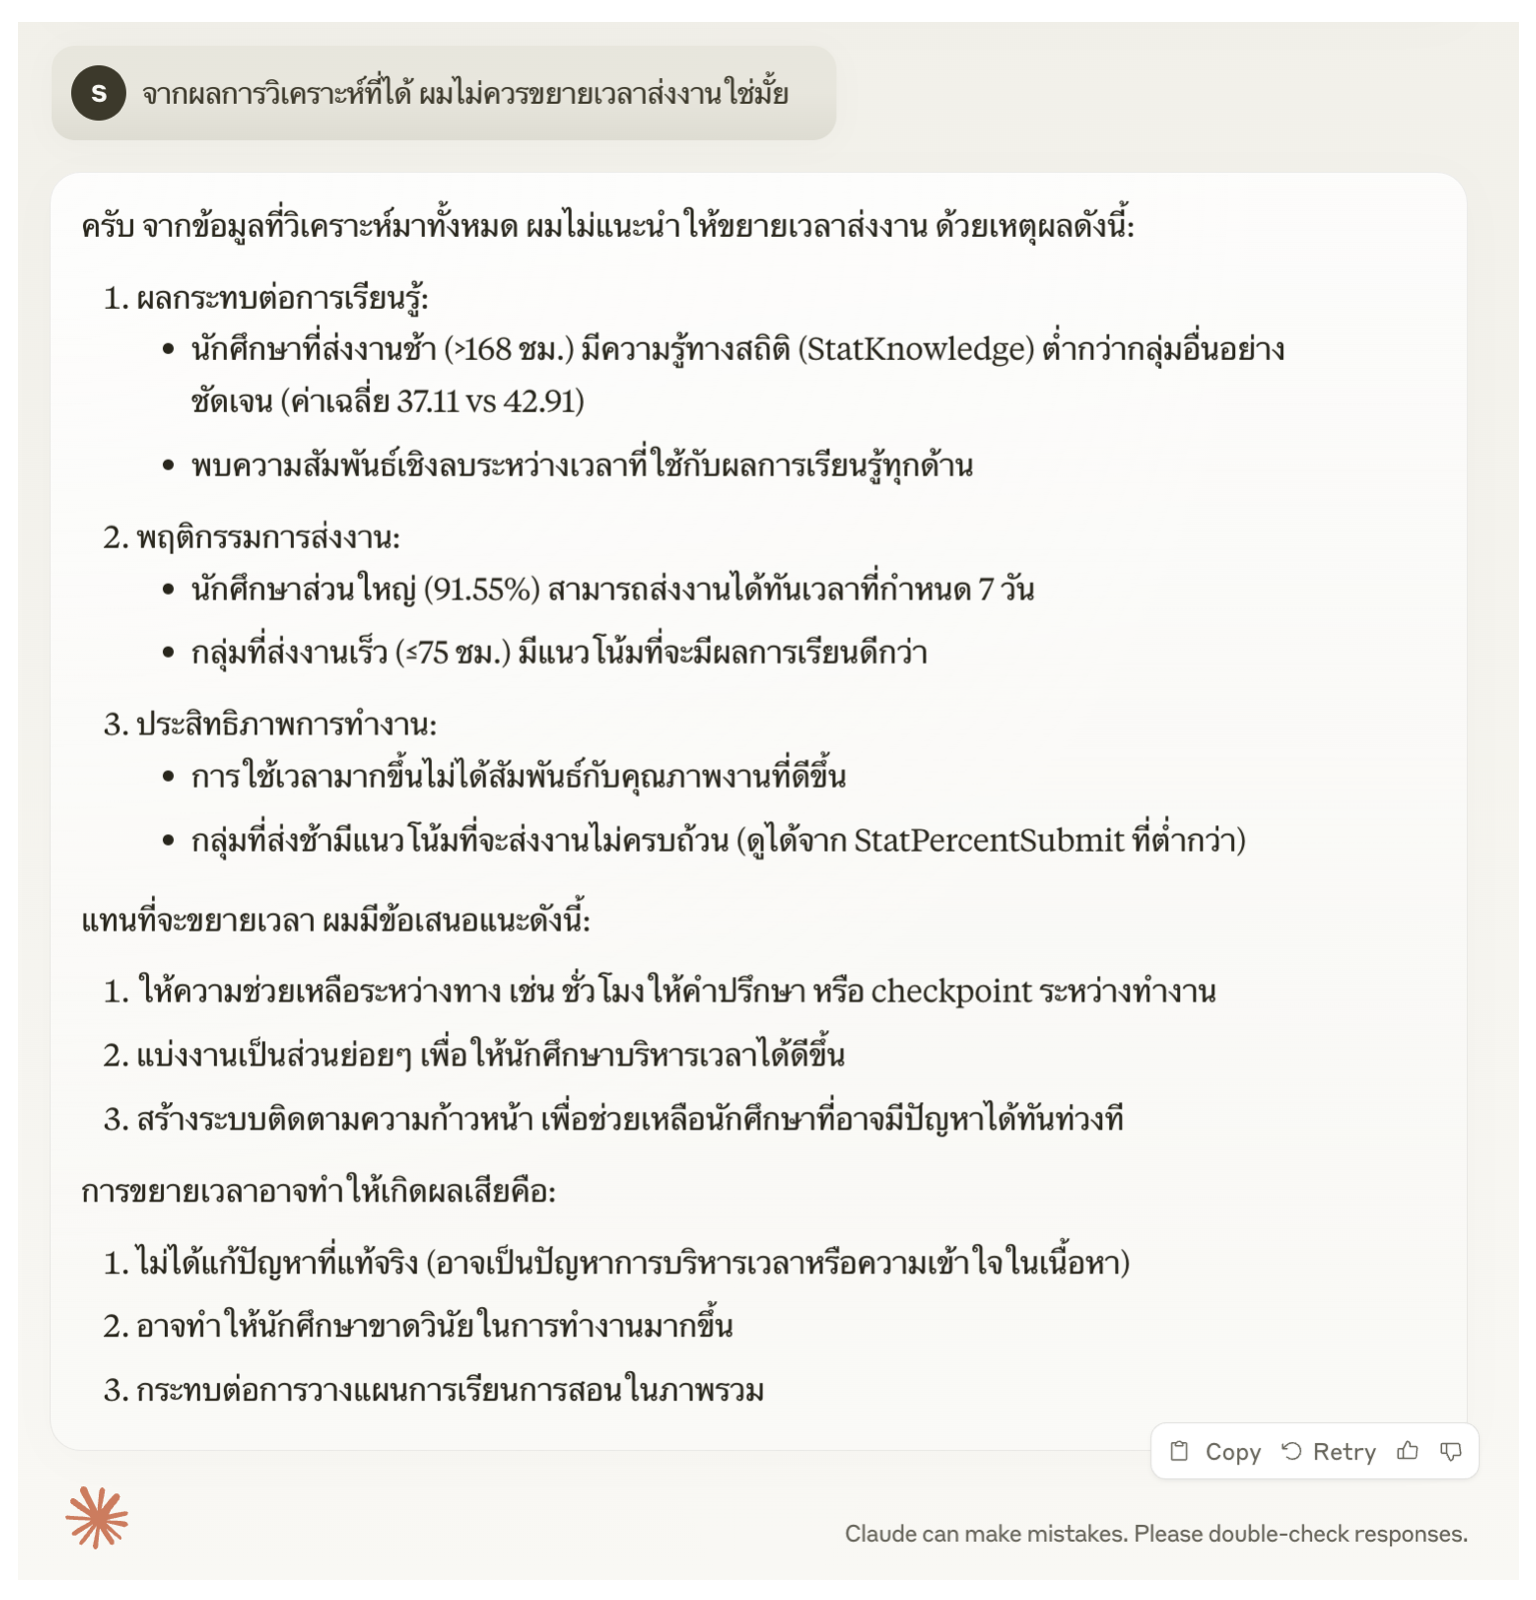 S
จากผลการวิเคราะห์ที่ได้ ผมไม่ควรขยายเวลาส่งงานใช่มั้ย
ครับ จากข้อมูลที่วิเคราะห์มาทั้งหมด ผมไม่แนะนำให้ขยายเวลาส่งงาน ด้วยเหตุผลดังนี้:
1. ผลกระทบต่อการเรียนรู้:
• นักศึกษาที่ส่งงานช้า (>168 ชม.) มีความรู้ทางสถิติ (StatKnowledge) ต่ำกว่ากลุ่มอื่นอย่าง
ชัดเจน (ค่าเฉลี่ย 37.11 vs 42.91)
• พบความสัมพันธ์เชิงลบระหว่างเวลาที่ใช้กับผลการเรียนรู้ทุกด้าน
2. พฤติกรรมการส่งงาน:
• นักศึกษาส่วนใหญ่ (91.55%) สามารถส่งงานได้ทันเวลาที่กำหนด 7 วัน
• กลุ่มที่ส่งงานเร็ว (≤75 ชม.) มีแนวโน้มที่จะมีผลการเรียนดีกว่า
3. ประสิทธิภาพการทำงาน:
• การใช้เวลามากขึ้นไม่ได้สัมพันธ์กับคุณภาพงานที่ดีขึ้น
• กลุ่มที่ส่งช้ามีแนวโน้มที่จะส่งงานไม่ครบถ้วน (ดูได้จาก StatPercentSubmit ที่ต่ำกว่า)
แทนที่จะขยายเวลา ผมมีข้อเสนอแนะดังนี้:
1. ให้ความช่วยเหลือระหว่างทาง เช่น ชั่วโมงให้คำปรึกษา หรือ checkpoint ระหว่างทำงาน
2. แบ่งงานเป็นส่วนย่อยๆ เพื่อให้นักศึกษาบริหารเวลาได้ดีขึ้น
3. สร้างระบบติดตามความก้าวหน้า เพื่อช่วยเหลือนักศึกษาที่อาจมีปัญหาได้ทันท่วงที
การขยายเวลาอาจทำให้เกิดผลเสียคือ:
1. ไม่ได้แก้ปัญหาที่แท้จริง (อาจเป็นปัญหาการบริหารเวลาหรือความเข้าใจในเนื้อหา)
2. อาจทำให้นักศึกษาขาดวินัยในการทำงานมากขึ้น
3. กระทบต่อการวางแผนการเรียนการสอนในภาพรวม
Copy Retry
Claude can make mistakes. Please double-check responses.